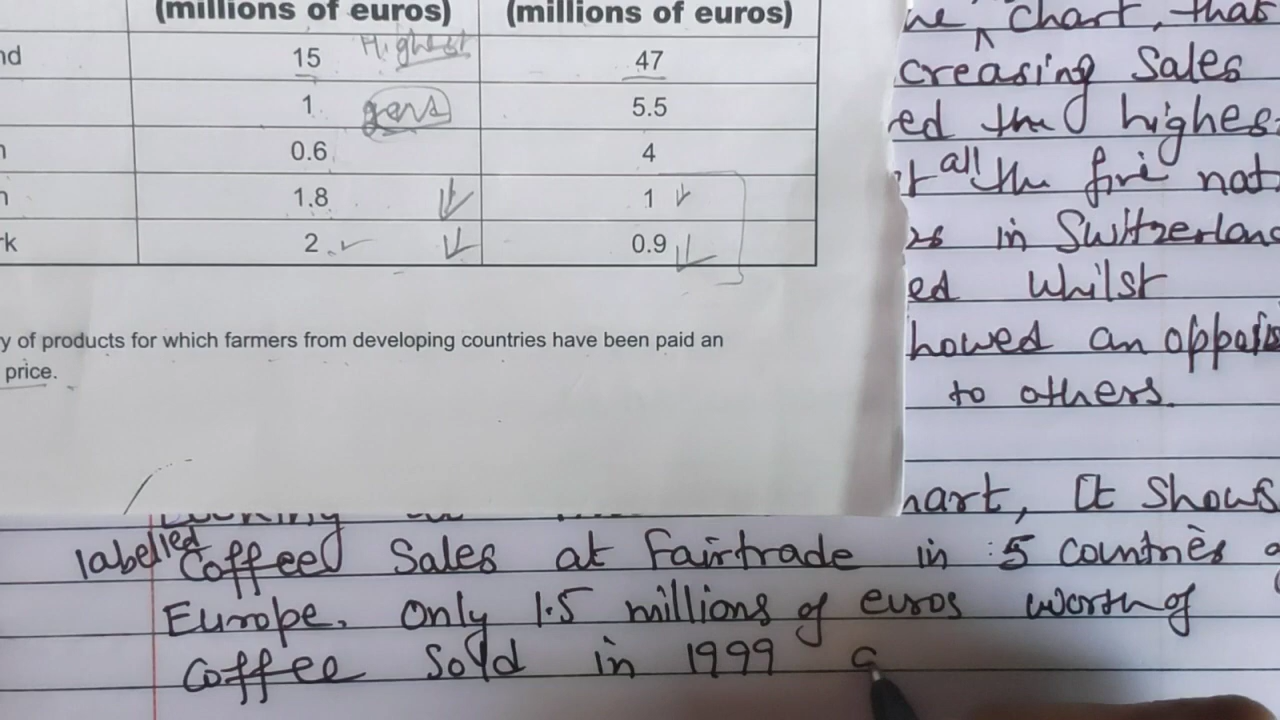 (millions of euros) (millions of euros)
nd 15 Highest 47
1 5.5
0.6 4
1.8 1
rk 2 0.9
y of products for which farmers from developing countries have been paid an
price.
chart, that
creasing Sales
ed the highes
all the five nat
in Switzerland
ed whilst
howed an
to others.
hart, It shows
labelled Coffee Sales at Fairtrade in 5 countries
Europe. Only 1.5 millions of euros worth of
coffee Sold in 1999